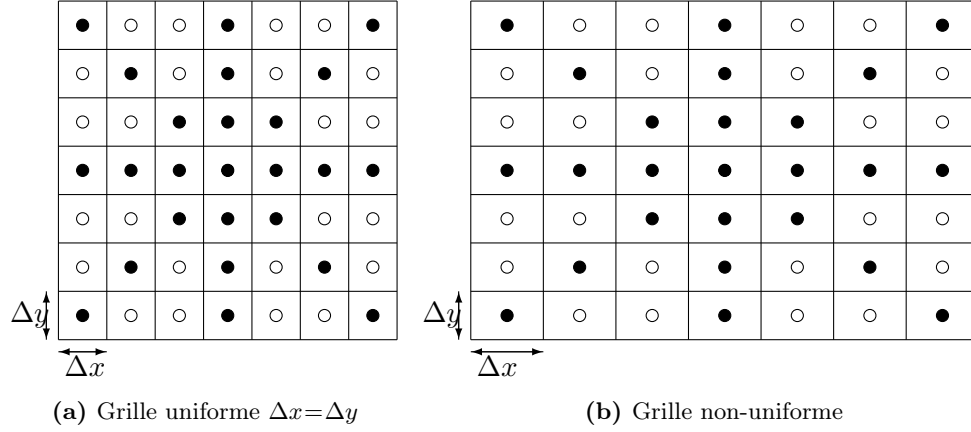 Δy
Δy
Δx
Δx
(a) Grille uniforme Δx=Δy
(b) Grille non-uniforme